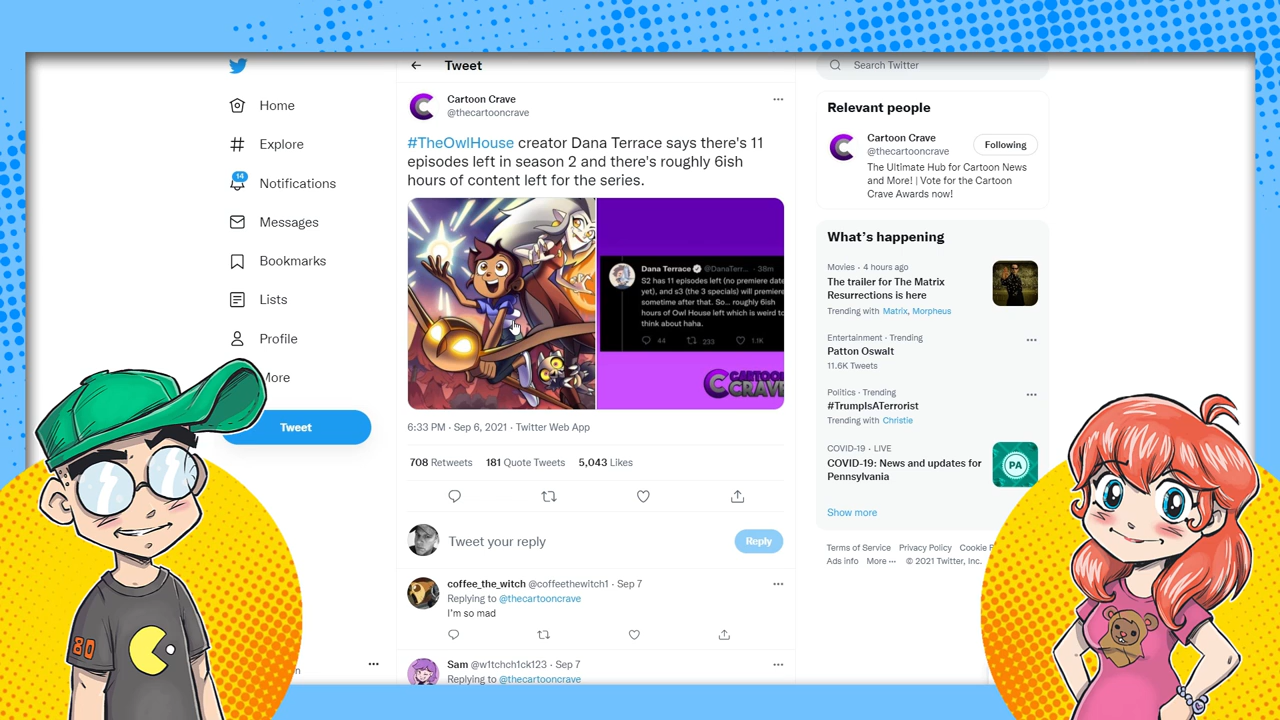 Home
Explore
14
Notifications
Messages
Bookmarks
Lists
Profile
More
Tweet
Tweet
Cartoon Crave
@thecartooncrave
#TheOwlHouse creator Dana Terrace says there's 11
episodes left in season 2 and there's roughly 6ish
hours of content left for the series.
Dana Terrace @DanaTerr... · 38m
S2 has 11 episodes left (no premiere date
yet), and s3 (the 3 specials) will premiere
sometime after that. So... roughly 6ish
hours of Owl House left which is weird to
think about haha.
44 233 1.1K
CARTOON
CRAVE
6:33 PM · Sep 6, 2021 · Twitter Web App
708 Retweets 181 Quote Tweets 5,043 Likes
Tweet your reply
Reply
coffee_the_witch @coffeethewitch1 · Sep 7
Replying to @thecartooncrave
I'm so mad
Sam @w1tchch1ck123 · Sep 7
Replying to @thecartooncrave
Search Twitter
Relevant people
Cartoon Crave
@thecartooncrave
Following
The Ultimate Hub for Cartoon News
and More! | Vote for the Cartoon
Crave Awards now!
What's happening
Movies · 4 hours ago
The trailer for The Matrix
Resurrections is here
Trending with Matrix, Morpheus
Entertainment · Trending
Patton Oswalt
11.6K Tweets
Politics · Trending
#TrumpIsATerrorist
Trending with Christie
COVID-19 · LIVE
COVID-19: News and updates for
Pennsylvania
PA
Show more
Terms of Service Privacy Policy Cookie
Ads info More ··· © 2021 Twitter, Inc.
80